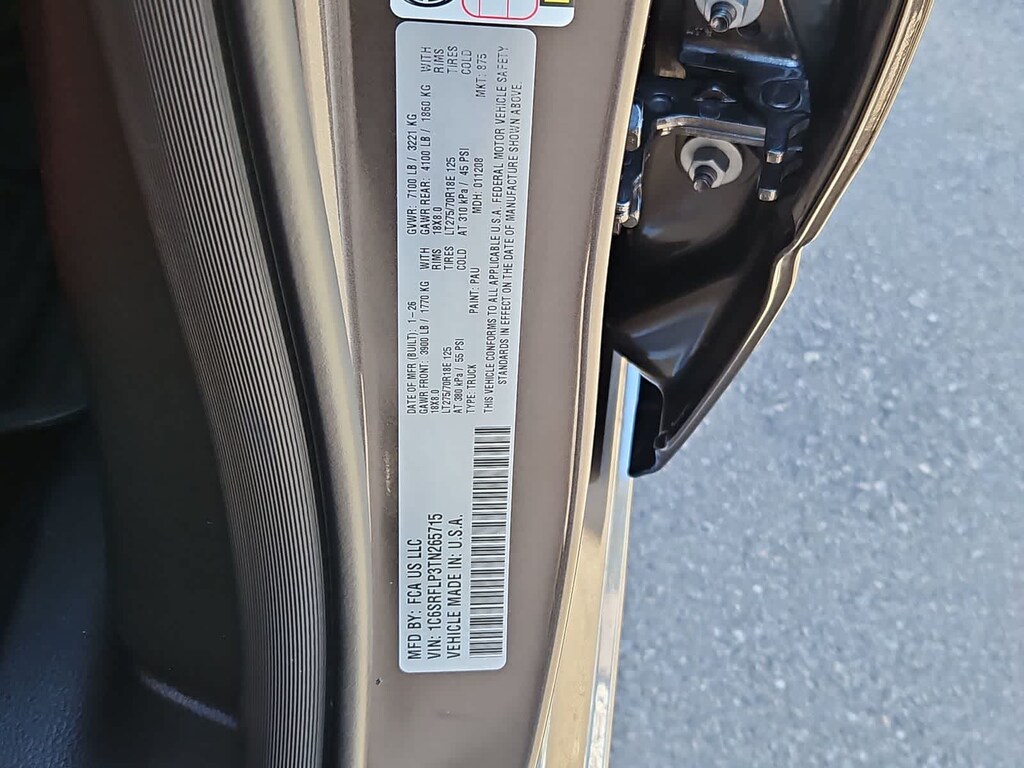 MFD BY: FCA US LLC
VIN: 1C6SRFLP3TN265715
VEHICLE MADE IN: U.S.A.
DATE OF MFR (BUILT): 1-26 GVWR: 7100 LB / 3221 KG
GAWR FRONT: 3900 LB / 1770 KG WITH GAWR REAR: 4100 LB / 1860 KG WITH
18X8.0 RIMS 18X8.0 RIMS
LT275/70R18E 125 TIRES LT275/70R18E 125 TIRES
AT 380 kPa / 55 PSI COLD AT 310 kPa / 45 PSI COLD
TYPE: TRUCK PAINT: PAU MDH: 011208 MKT: 875
THIS VEHICLE CONFORMS TO ALL APPLICABLE U.S.A. FEDERAL MOTOR VEHICLE SAFETY
STANDARDS IN EFFECT ON THE DATE OF MANUFACTURE SHOWN ABOVE.